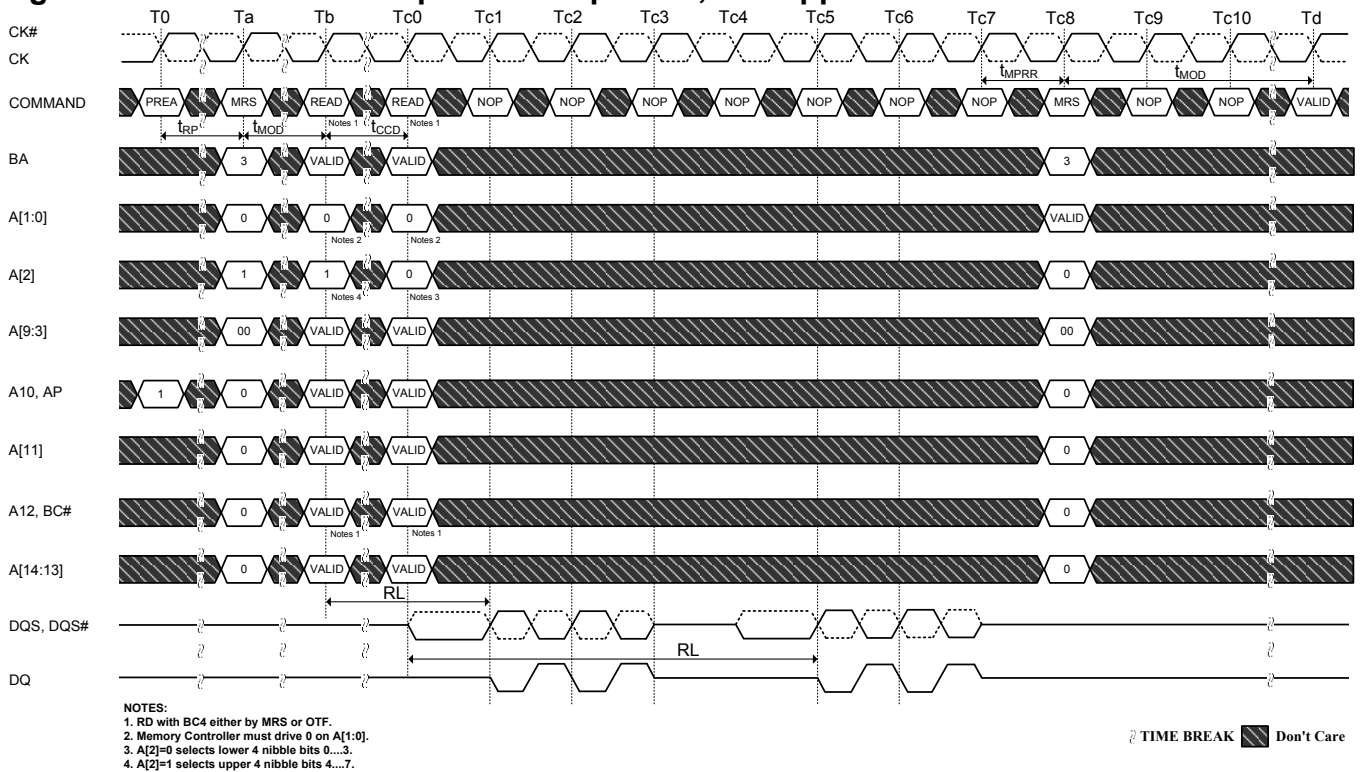 T0 Ta Tb Tc0 Tc1 Tc2 Tc3 Tc4 Tc5 Tc6 Tc7 Tc8 Tc9 Tc10 Td
CK#
CK
tMPRR tMOD
COMMAND PREA MRS READ READ NOP NOP NOP NOP NOP NOP NOP MRS NOP NOP VALID
Notes 1 Notes 1
tRP tMOD tCCD
BA 3 VALID VALID 3
A[1:0] 0 0 0 VALID
Notes 2 Notes 2
A[2] 1 1 0 0
Notes 4 Notes 3
A[9:3] 00 VALID VALID 00
A10, AP 1 0 VALID VALID 0
A[11] 0 VALID VALID 0
A12, BC# 0 VALID VALID 0
Notes 1 Notes 1
A[14:13] 0 VALID VALID 0
RL
DQS, DQS#
RL
DQ
NOTES:
1. RD with BC4 either by MRS or OTF.
2. Memory Controller must drive 0 on A[1:0].
3. A[2]=0 selects lower 4 nibble bits 0....3.
4. A[2]=1 selects upper 4 nibble bits 4....7.
TIME BREAK Don't Care